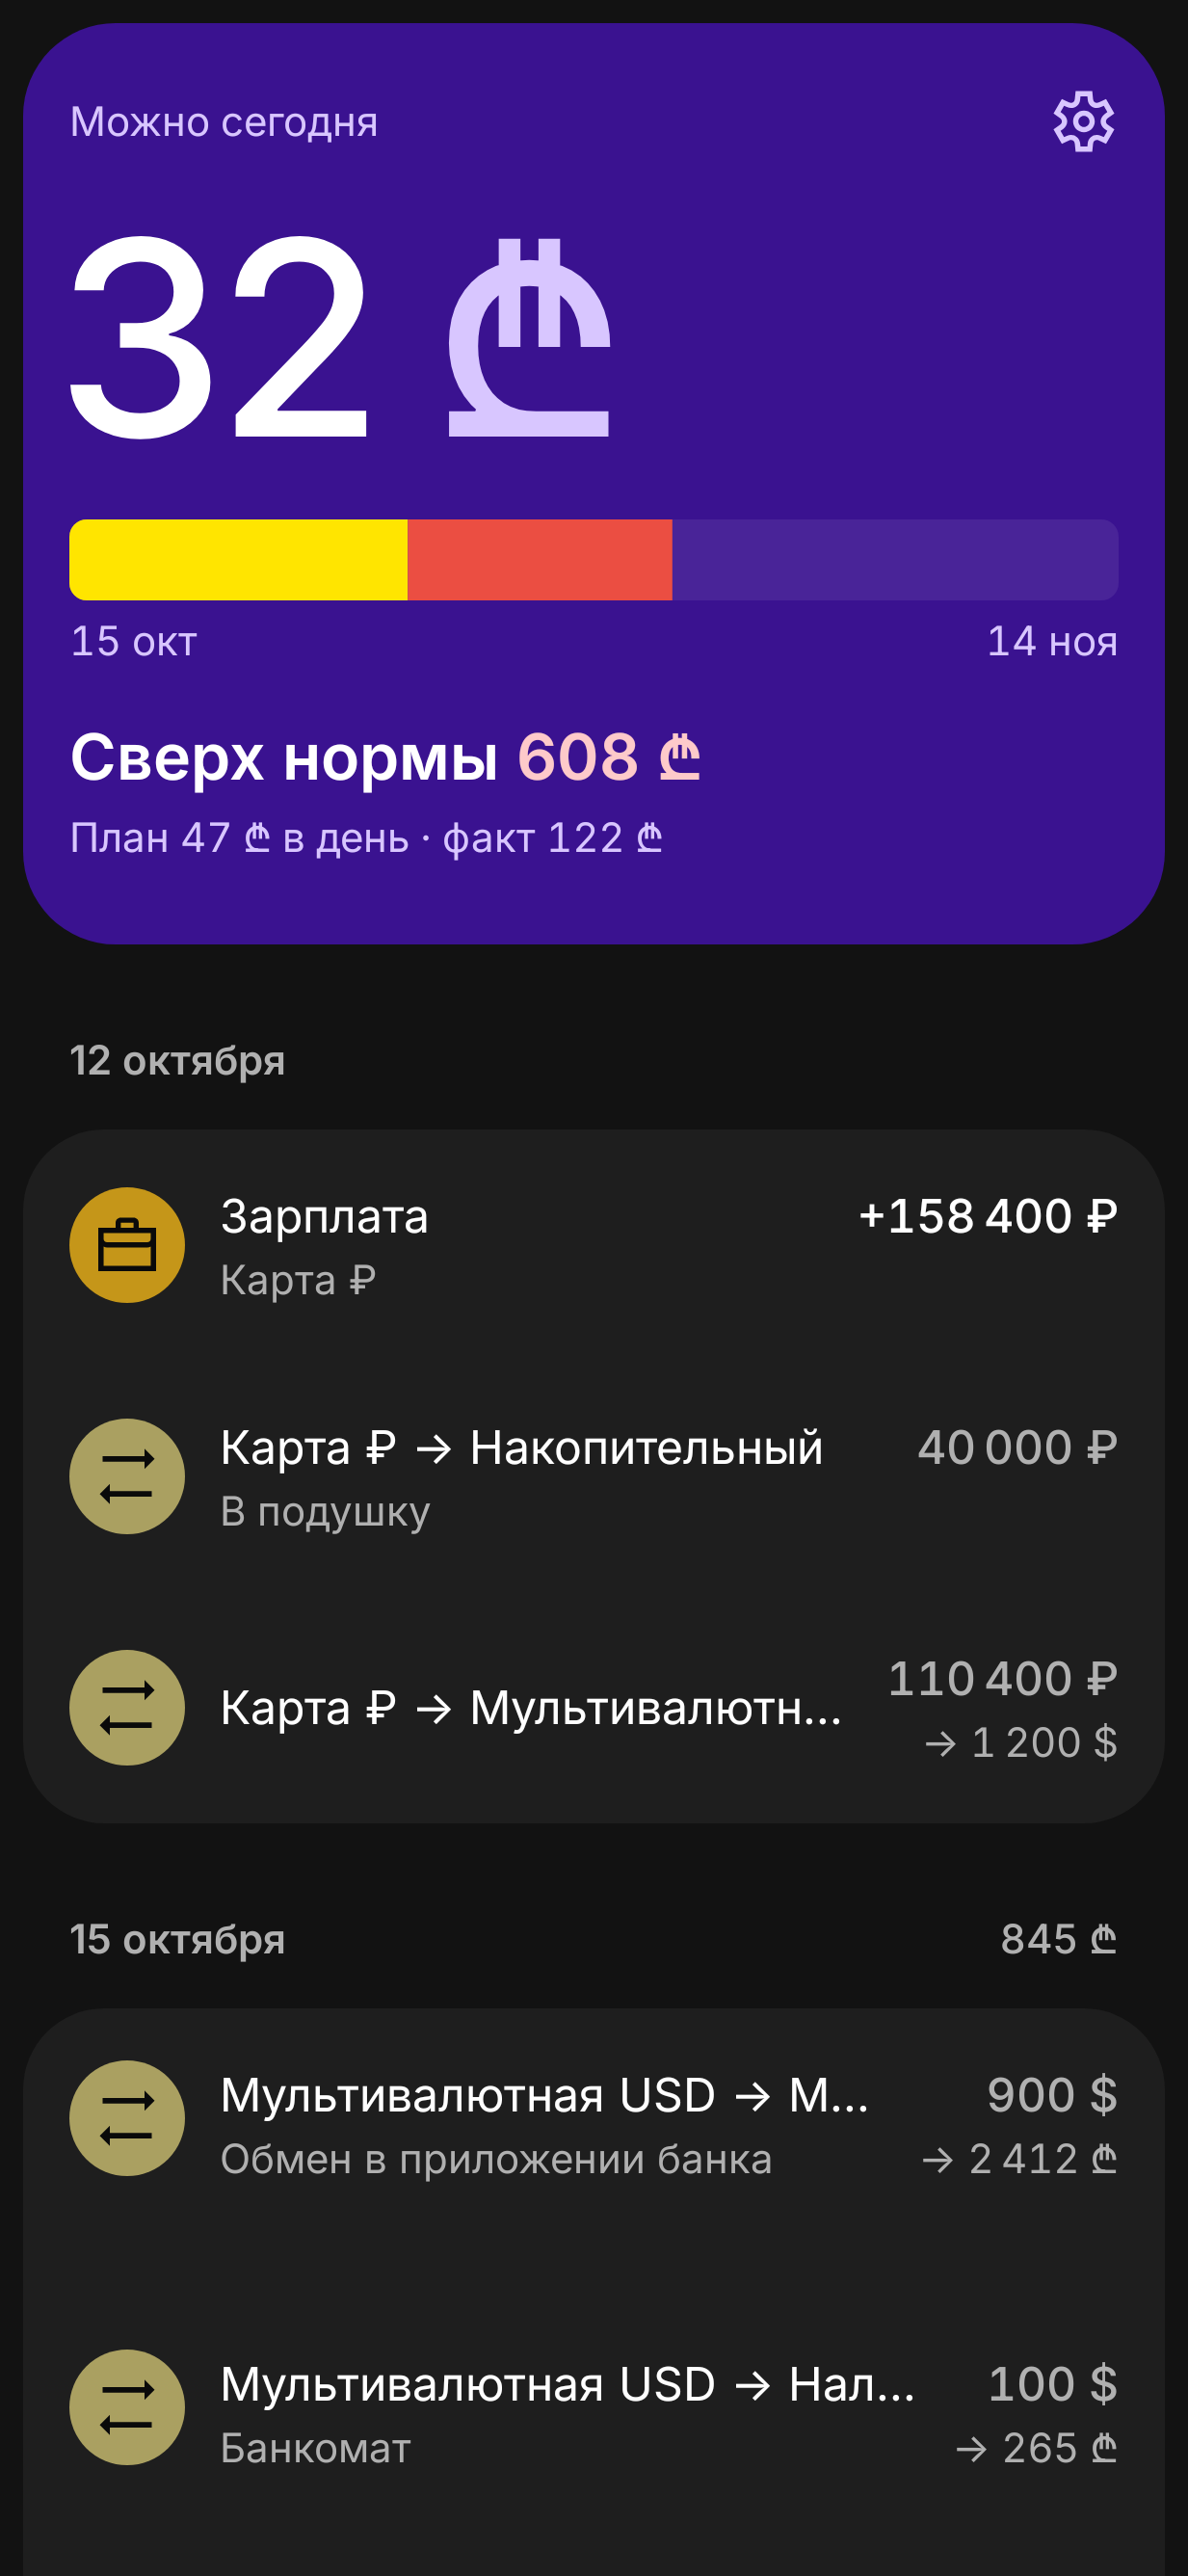 Можно сегодня
32 ₾
15 окт 14 ноя
Сверх нормы 608 ₾
План 47 ₾ в день · факт 122 ₾
12 октября
Зарплата +158 400 ₽
Карта ₽
Карта ₽ → Накопительный 40 000 ₽
В подушку
Карта ₽ → Мультивалютн... 110 400 ₽
→ 1 200 $
15 октября 845 ₾
Мультивалютная USD → М... 900 $
Обмен в приложении банка → 2 412 ₾
Мультивалютная USD → Нал... 100 $
Банкомат → 265 ₾